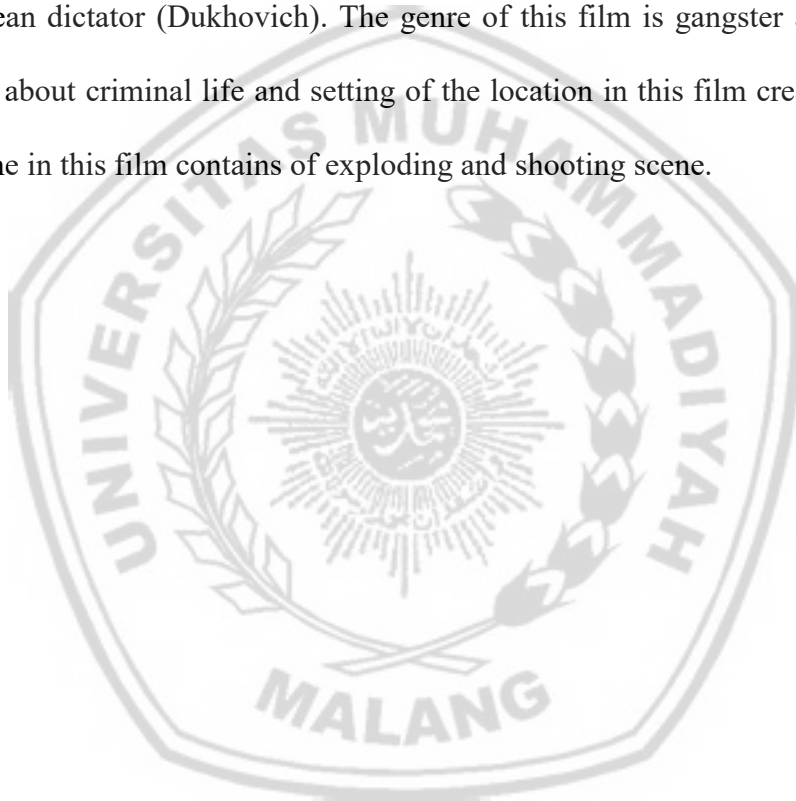 ean dictator (Dukhovich). The genre of this film is gangster
about criminal life and setting of the location in this film cre
ne in this film contains of exploding and shooting scene.
UNIVERSITAS MUHAMMADIYAH
MALANG